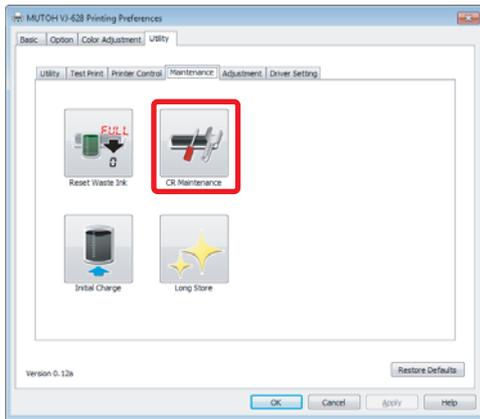 MUTOH VJ-628 Printing Preferences
Basic Option Color Adjustment Utility
Utility Test Print Printer Control Maintenance Adjustment Driver Setting
FULL
0
Reset Waste Ink CR Maintenance
Initial Charge Long Store
Version 0.12a Restore Defaults
OK Cancel Apply Help